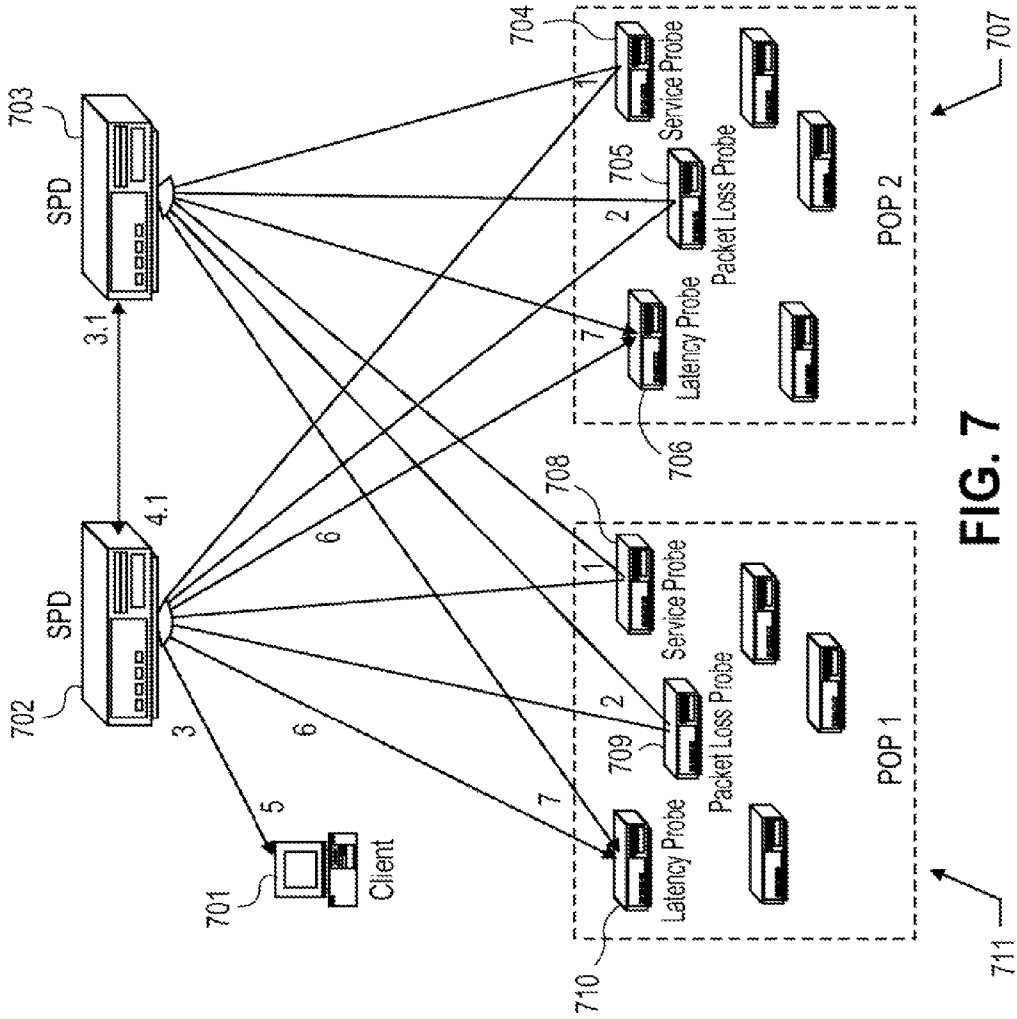 702
SPD
4.1
3.1
SPD
703
3
5
701
Client
6
6
7
2
1
708
7
2
1
704
710
Latency Probe
709
Packet Loss Probe
Service Probe
706
Latency Probe
705
Packet Loss Probe
Service Probe
POP 1
POP 2
711
707
FIG. 7